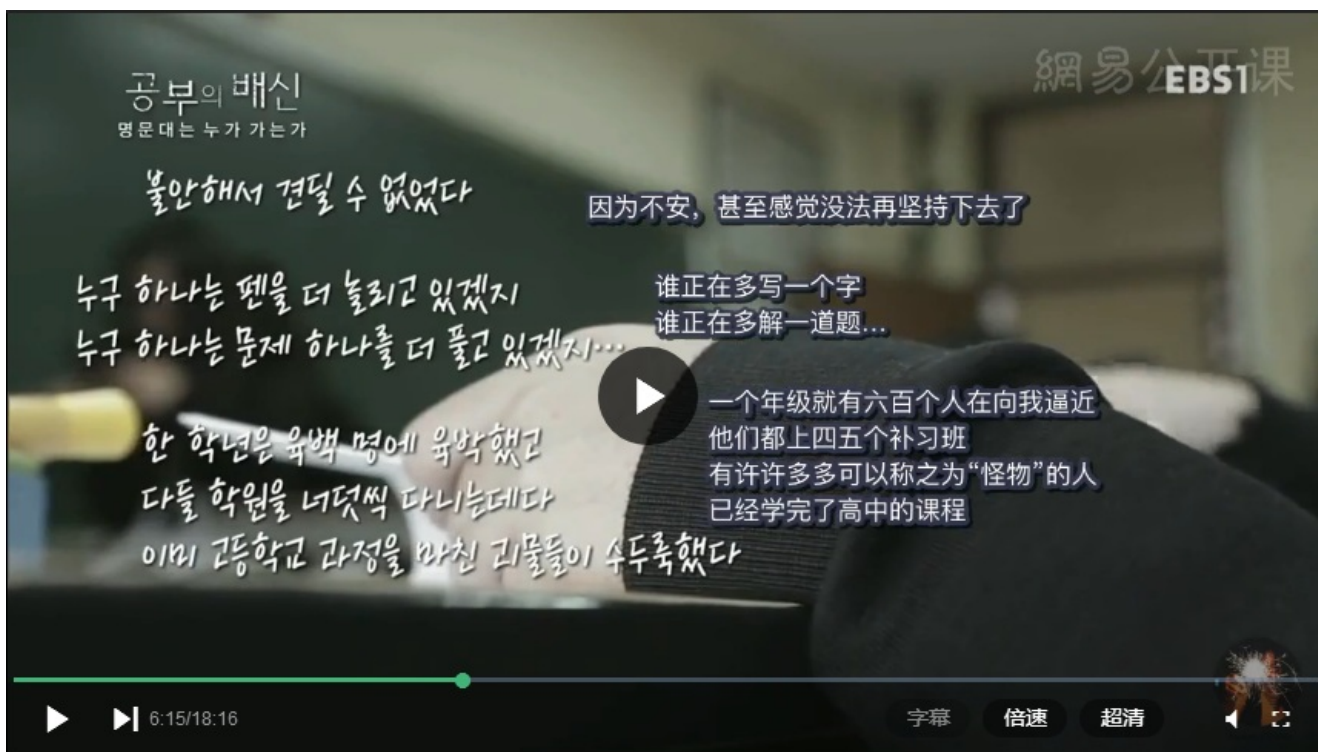 공부의 배신
명문대는 누가 가는가
網易公开课
EBS1
불안해서 견딜 수 없었다
因为不安，甚至感觉没法再坚持下去了
누구 하나는 펜을 더 놀리고 있겠지
누구 하나는 문제 하나를 더 풀고 있겠지…
谁正在多写一个字
谁正在多解一道题...
한 학년은 육백 명에 육박했고
다들 학원을 너덧씩 다니는데다
이미 고등학교 과정을 마친 괴물들이 수두룩했다
一个年级就有六百个人在向我逼近
他们都上四五个补习班
有许许多多可以称之为“怪物”的人
已经学完了高中的课程
6:15/18:16
字幕
倍速
超清